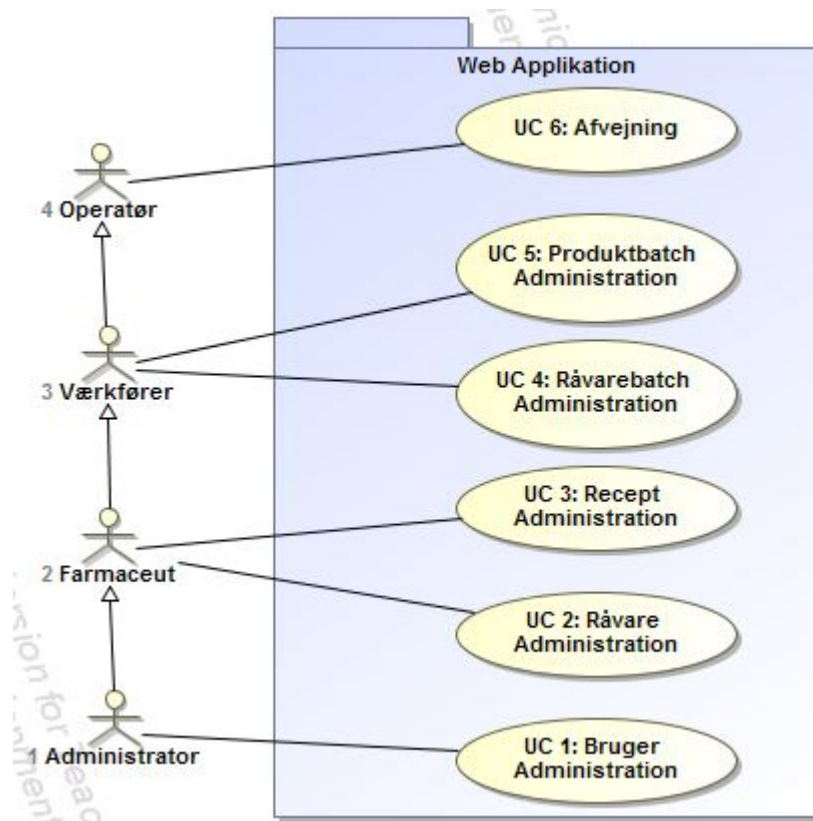 Web Applikation
UC 6: Afvejning
4 Operatør
UC 5: Produktbatch
Administration
3 Værkfører
UC 4: Råvarebatch
Administration
UC 3: Recept
Administration
2 Farmaceut
UC 2: Råvare
Administration
1 Administrator
UC 1: Bruger
Administration